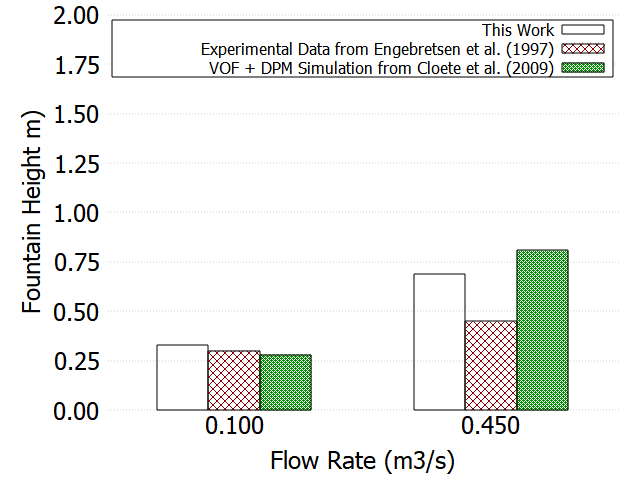 2.00
1.75
1.50
1.25
1.00
0.75
0.50
0.25
0.00
Fountain Height m)
This Work
Experimental Data from Engebretsen et al. (1997)
VOF + DPM Simulation from Cloete et al. (2009)
0.100
0.450
Flow Rate (m3/s)